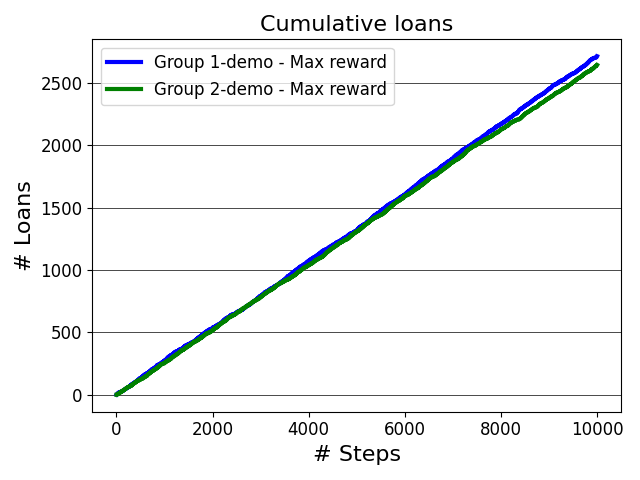 Cumulative loans
Group 1-demo - Max reward
Group 2-demo - Max reward
# Loans
2500
2000
1500
1000
500
0
0 2000 4000 6000 8000 10000
# Steps